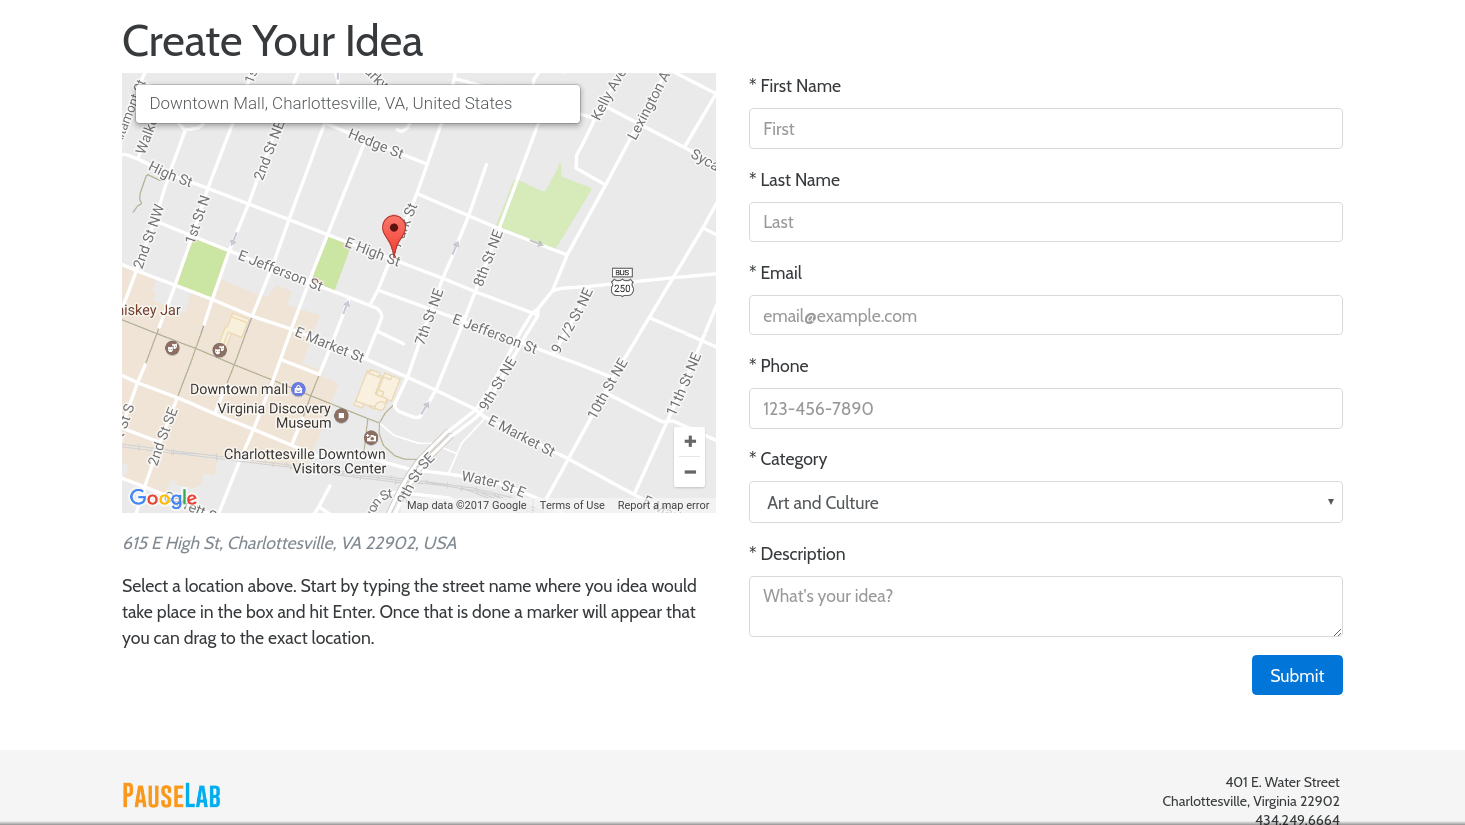 Create Your Idea
Downtown Mall, Charlottesville, VA, United States
Kelly Ave
Lexington A
Hedge St
2nd St NE
Syca
High St
1st St N
2nd St NW
E High St
8th St NE
E Jefferson St
BUS
250
iskey Jar
7th St NE
E Jefferson St
9 1/2 St NE
E Market St
Downtown mall
Virginia Discovery
Museum
9th St NE
10th St NE
11th St NE
2nd St SE
E Market St
Charlottesville Downtown
Visitors Center
Water St E
+
−
Google
Map data ©2017 Google
Terms of Use
Report a map error
615 E High St, Charlottesville, VA 22902, USA
Select a location above. Start by typing the street name where you idea would
take place in the box and hit Enter. Once that is done a marker will appear that
you can drag to the exact location.
* First Name
First
* Last Name
Last
* Email
email@example.com
* Phone
123-456-7890
* Category
Art and Culture
* Description
What's your idea?
Submit
PAUSELAB
401 E. Water Street
Charlottesville, Virginia 22902
434.249.6664